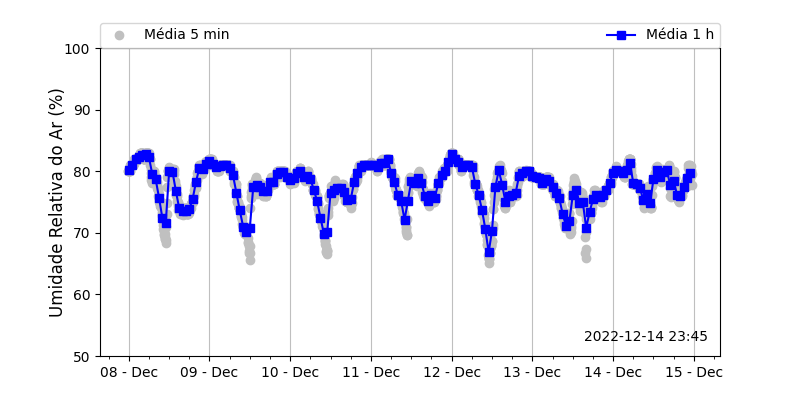 Média 5 min
Média 1 h
Umidade Relativa do Ar (%)
100
90
80
70
60
50
2022-12-14 23:45
08 - Dec
09 - Dec
10 - Dec
11 - Dec
12 - Dec
13 - Dec
14 - Dec
15 - Dec